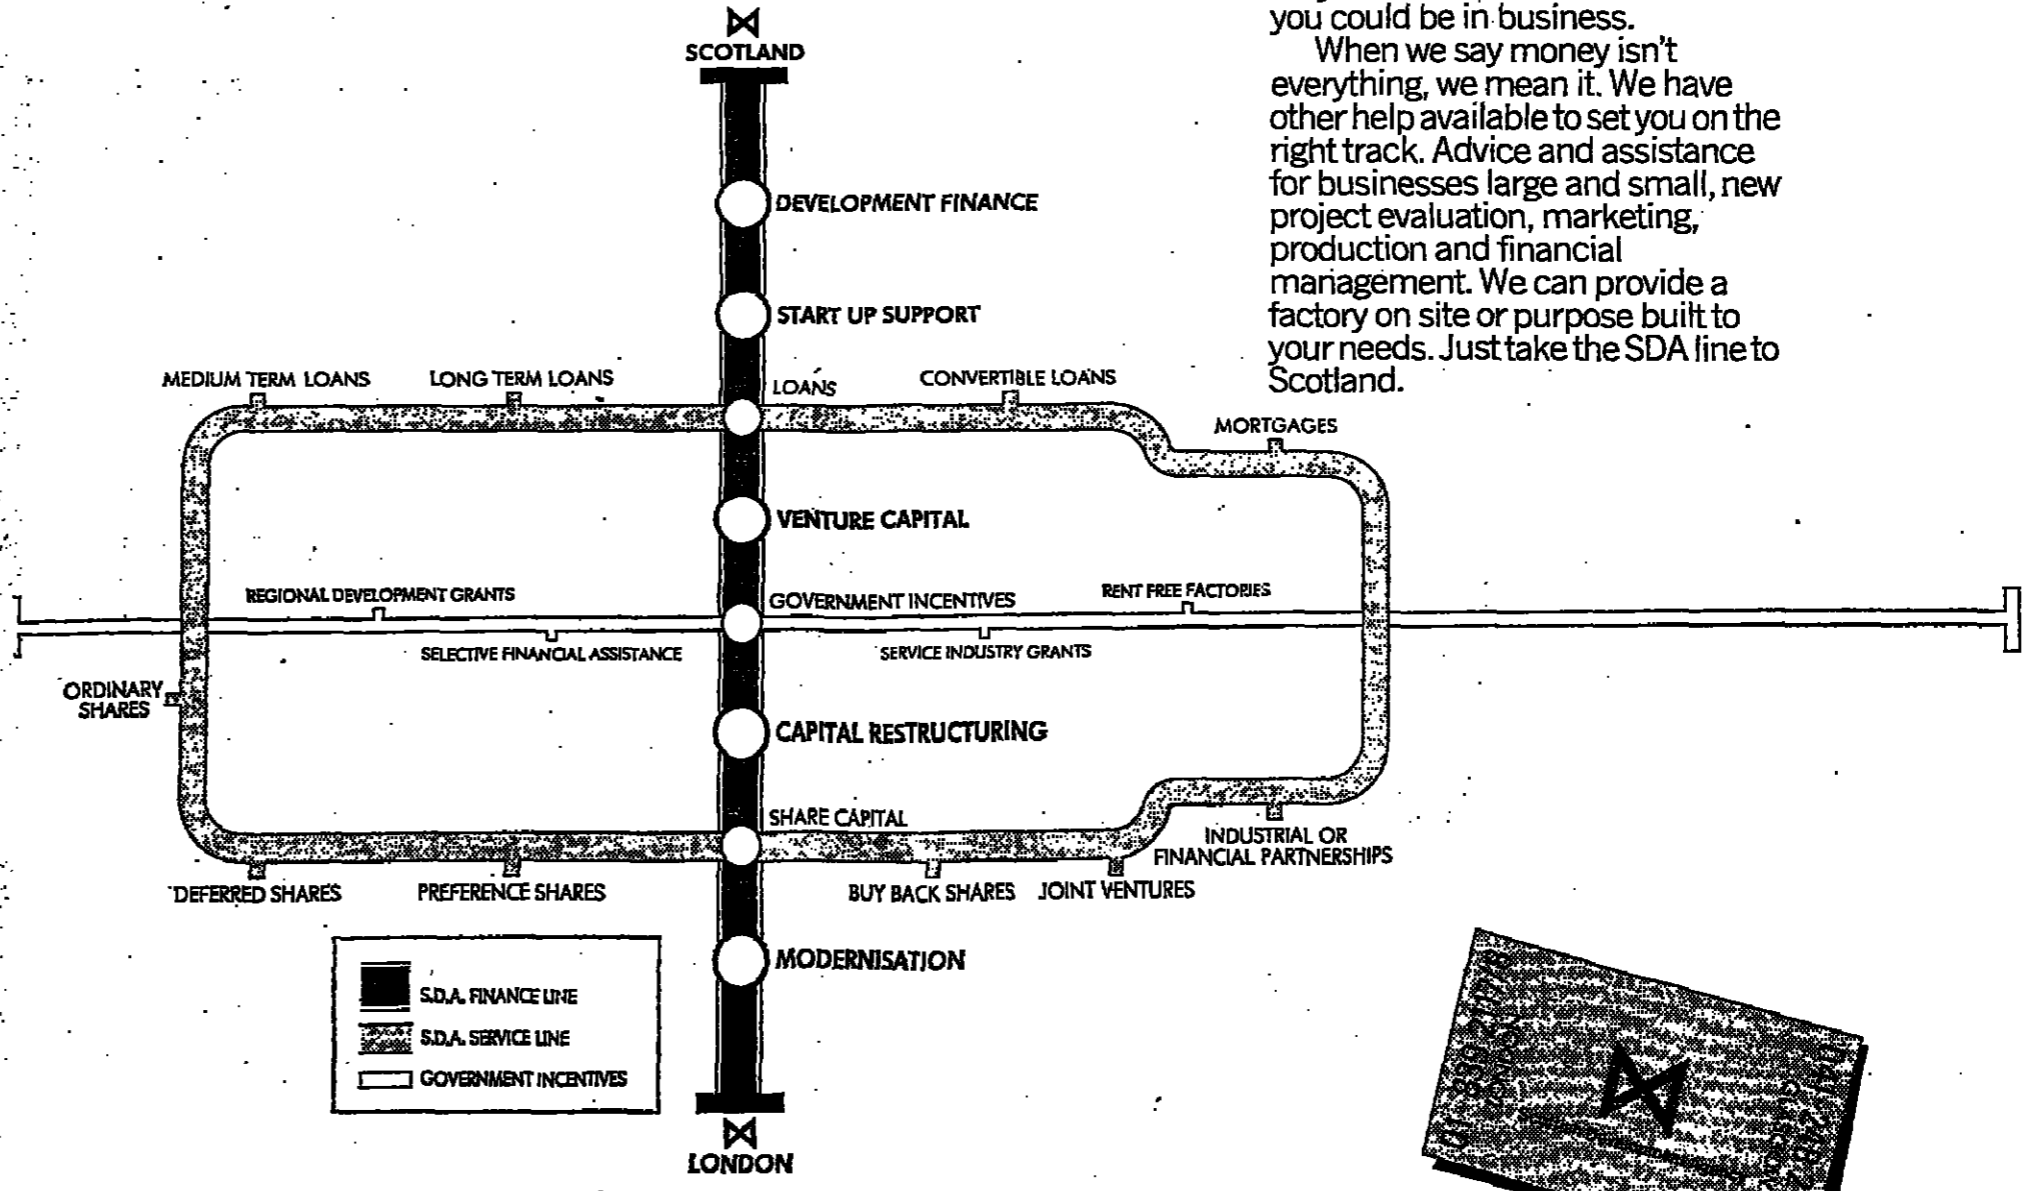 SCOTLAND
DEVELOPMENT FINANCE
START UP SUPPORT
MEDIUM TERM LOANS
LONG TERM LOANS
LOANS
CONVERTIBLE LOANS
MORTGAGES
VENTURE CAPITAL
REGIONAL DEVELOPMENT GRANTS
GOVERNMENT INCENTIVES
RENT FREE FACTORIES
SELECTIVE FINANCIAL ASSISTANCE
SERVICE INDUSTRY GRANTS
ORDINARY
SHARES
CAPITAL RESTRUCTURING
SHARE CAPITAL
INDUSTRIAL OR
FINANCIAL PARTNERSHIPS
DEFERRED SHARES
PREFERENCE SHARES
BUY BACK SHARES
JOINT VENTURES
MODERNISATION
S.D.A. FINANCE LINE
S.D.A. SERVICE LINE
GOVERNMENT INCENTIVES
LONDON
you could be in business.
When we say money isn't
everything, we mean it. We have
other help available to set you on the
right track. Advice and assistance
for businesses large and small, new
project evaluation, marketing,
production and financial
management. We can provide a
factory on site or purpose built to
your needs. Just take the SDA line to
Scotland.
LONDON